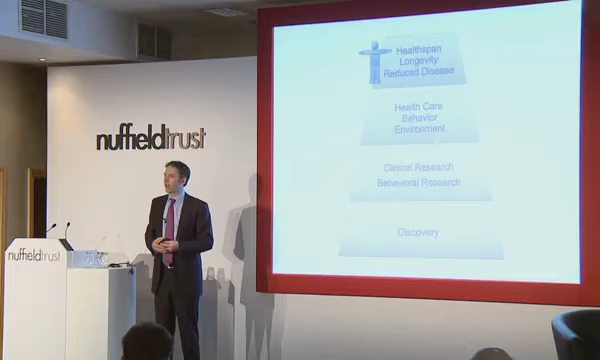 nuffieldtrust
nuffieldtrust
Healthspan
Longevity
Reduced Disease
Health Care
Behavior
Environment
Clinical Research
Behavioral Research
Discovery